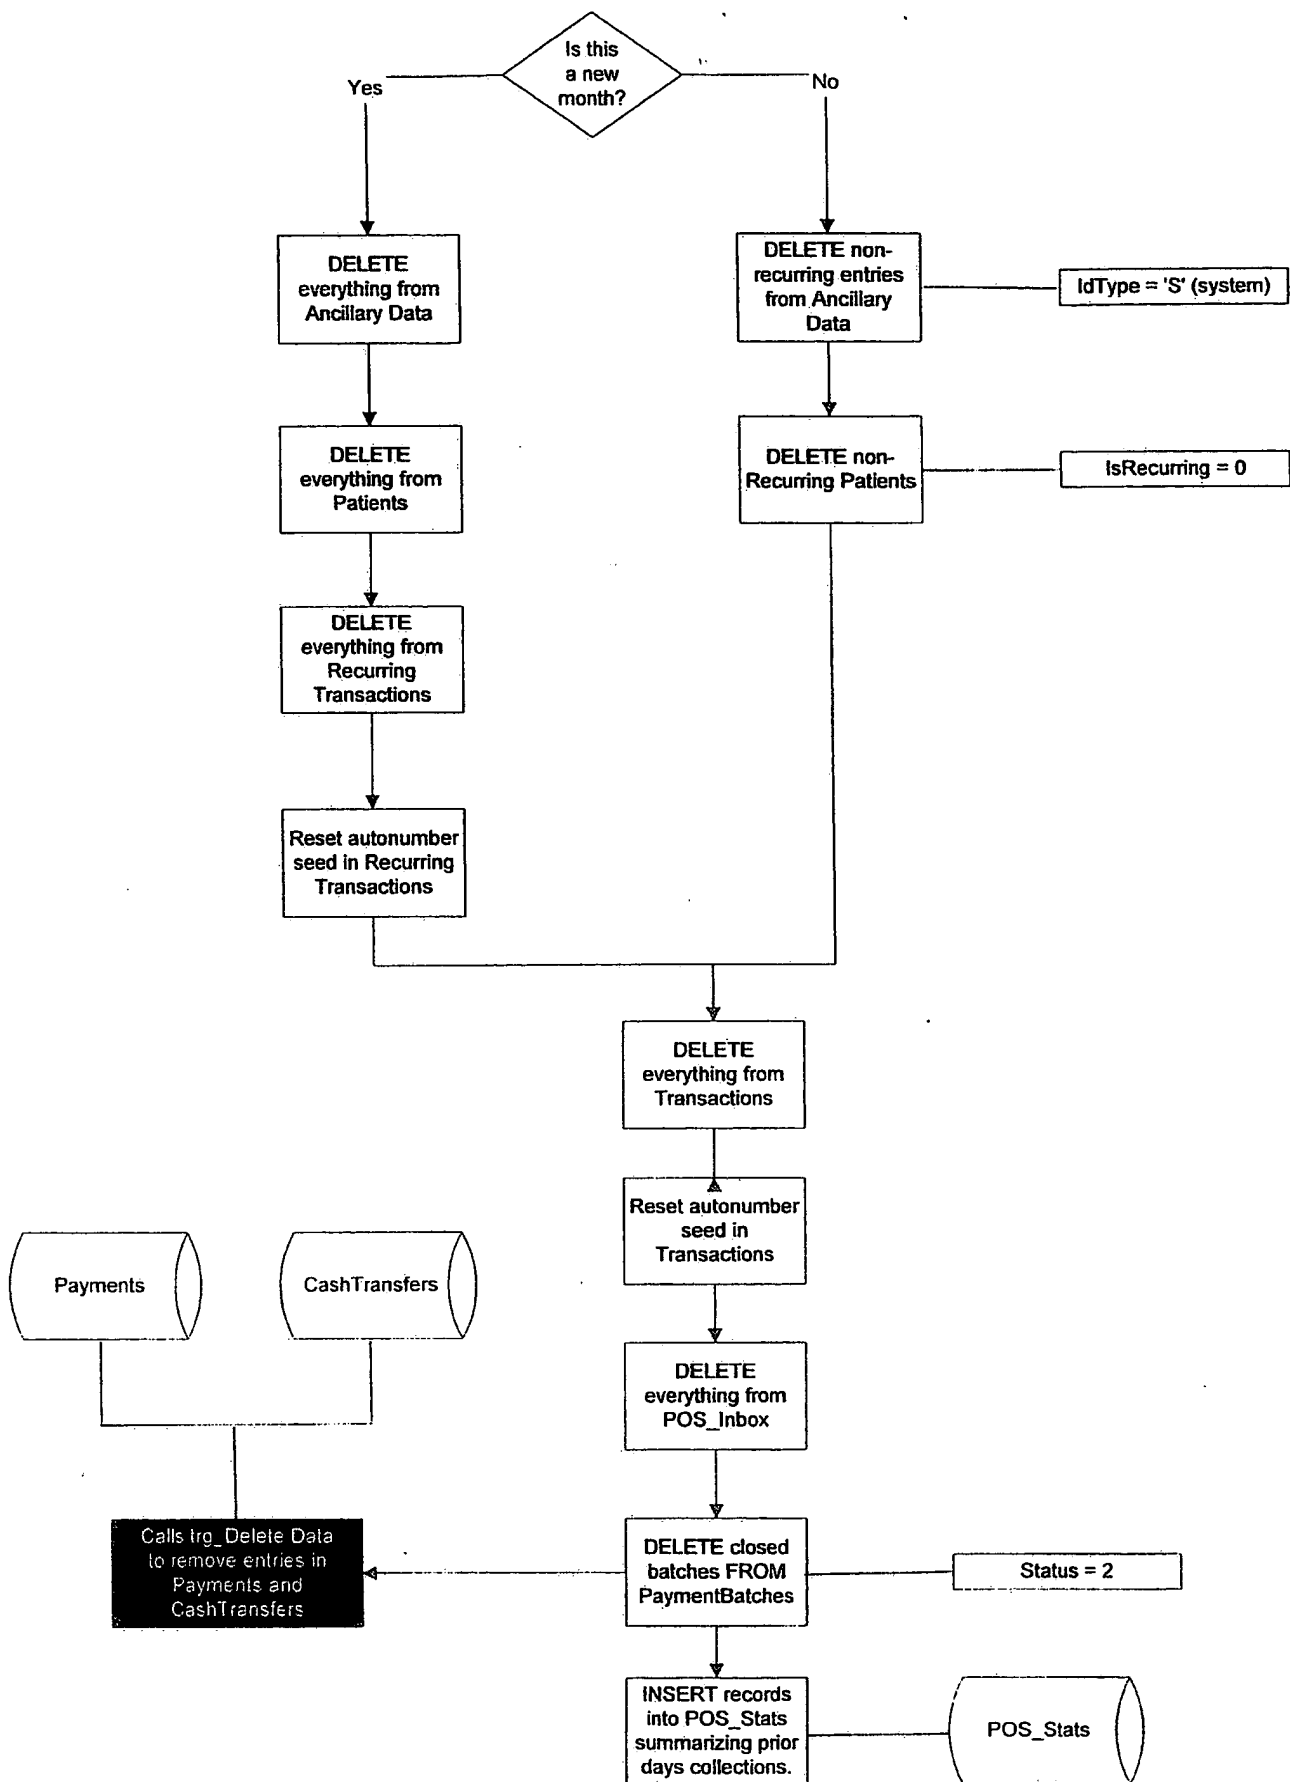 Is this
a new
month?
Yes
No
DELETE
everything from
Ancillary Data
DELETE non-
recurring entries
from Ancillary
Data
IdType = 'S' (system)
DELETE
everything from
Patients
DELETE non-
Recurring Patients
IsRecurring = 0
DELETE
everything from
Recurring
Transactions
Reset autonumber
seed in Recurring
Transactions
DELETE
everything from
Transactions
Reset autonumber
seed in
Transactions
Payments
CashTransfers
DELETE
everything from
POS_Inbox
Calls trg_Delete Data
to remove entries in
Payments and
CashTransfers
DELETE closed
batches FROM
PaymentBatches
Status = 2
INSERT records
into POS_Stats
summarizing prior
days collections.
POS_Stats